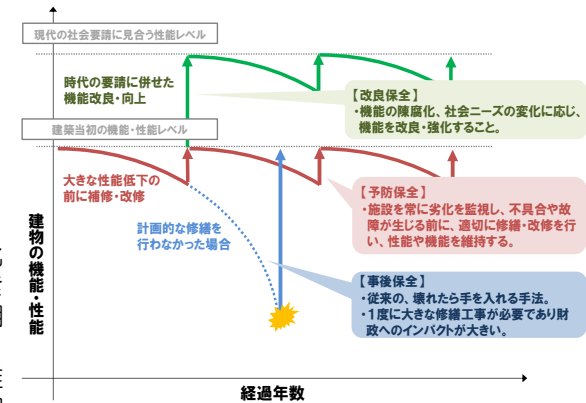 現代の社会要請に見合う性能レベル
時代の要請に併せた
機能改良・向上
【改良保全】
・機能の陳腐化、社会ニーズの変化に応じ、
機能を改良・強化すること。
建築当初の機能・性能レベル
大きな性能低下の
前に補修・改修
【予防保全】
・施設を常に劣化を監視し、不具合や故
障が生じる前に、適切に修繕・改修を行
い、性能や機能を維持する。
計画的な修繕を
行わなかった場合
【事後保全】
・従来の、壊れたら手を入れる手法。
・1度に大きな修繕工事が必要であり財
政へのインパクトが大きい。
建物の機能・性能
経過年数